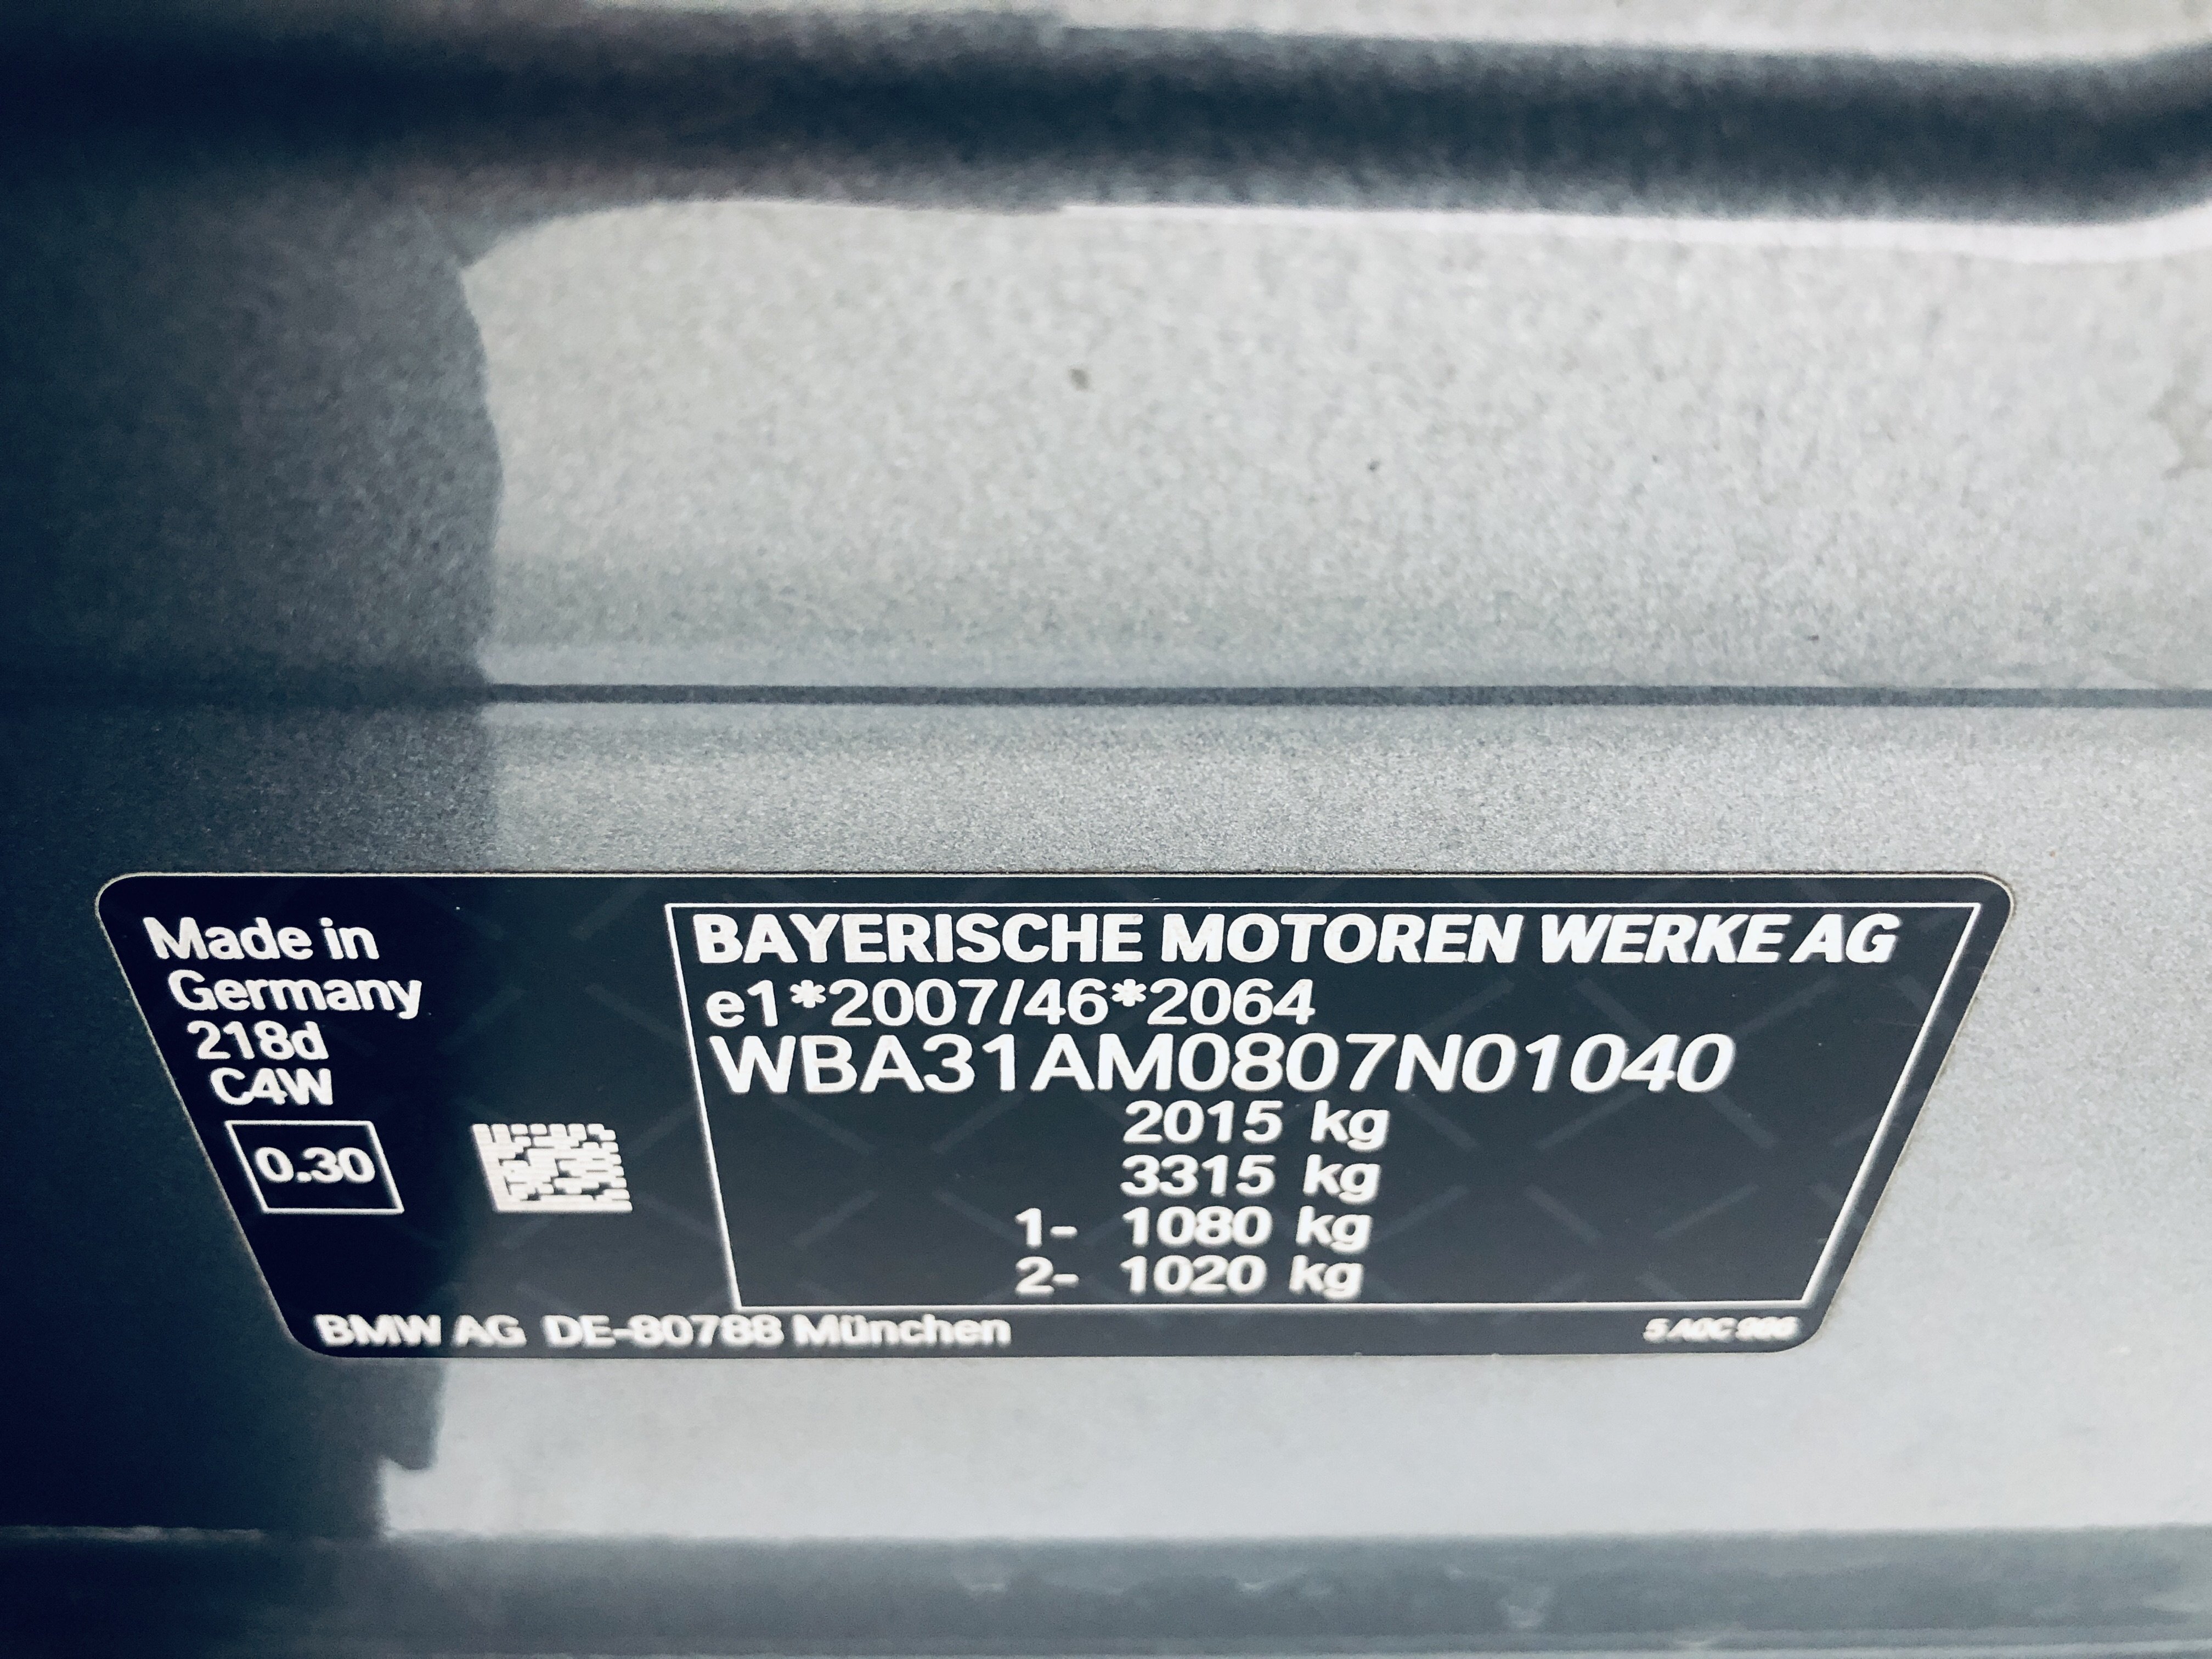 Made in
Germany
218d
C4W
0.30
BAYERISCHE MOTOREN WERKE AG
e1*2007/46*2064
WBA31AM0807N01040
2015 kg
3315 kg
1- 1080 kg
2- 1020 kg
BMW AG DE-80788 München